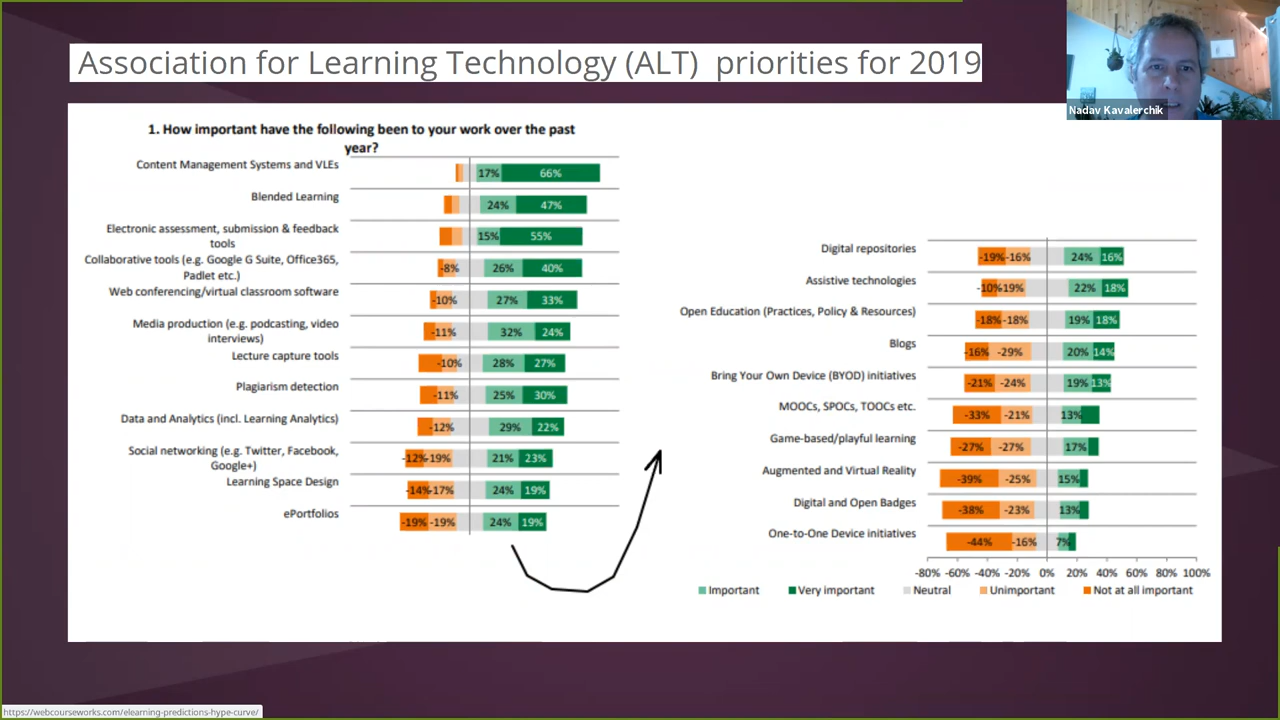 Association for Learning Technology (ALT) priorities for 2019
Nadav Kavalerchik
1. How important have the following been to your work over the past
year?
Content Management Systems and VLEs
17% 66%
Blended Learning
24% 47%
Electronic assessment, submission & feedback
tools
15% 55%
Collaborative tools (e.g. Google G Suite, Office365,
Padlet etc.)
-8% 26% 40%
Web conferencing/virtual classroom software
-10% 27% 33%
Media production (e.g. podcasting, video
interviews)
-11% 32% 24%
Lecture capture tools
-10% 28% 27%
Plagiarism detection
-11% 25% 30%
Data and Analytics (incl. Learning Analytics)
-12% 29% 22%
Social networking (e.g. Twitter, Facebook,
Google+)
-12% -19% 21% 23%
Learning Space Design
-14% -17% 24% 19%
ePortfolios
-19% -19% 24% 19%
Digital repositories
-19% -16% 24% 16%
Assistive technologies
-10% -19% 22% 18%
Open Education (Practices, Policy & Resources)
-18% -18% 19% 18%
Blogs
-16% -29% 20% 14%
Bring Your Own Device (BYOD) initiatives
-21% -24% 19% 13%
MOOCs, SPOCs, TOOCs etc.
-33% -21% 13%
Game-based/playful learning
-27% -27% 17%
Augmented and Virtual Reality
-39% -25% 15%
Digital and Open Badges
-38% -23% 13%
One-to-One Device initiatives
-44% -16% 7%
-80% -60% -40% -20% 0% 20% 40% 60% 80% 100%
Important Very important Neutral Unimportant Not at all important
https://webcourseworks.com/elearning-predictions-hype-curve/